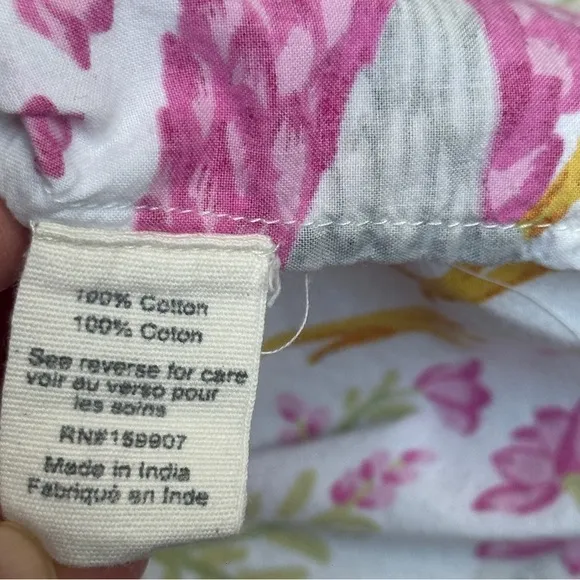 100% Cotton
100% Coton
See reverse for care
voir au verso pour
les soins
RN#159907
Made in India
Fabriqué en Inde